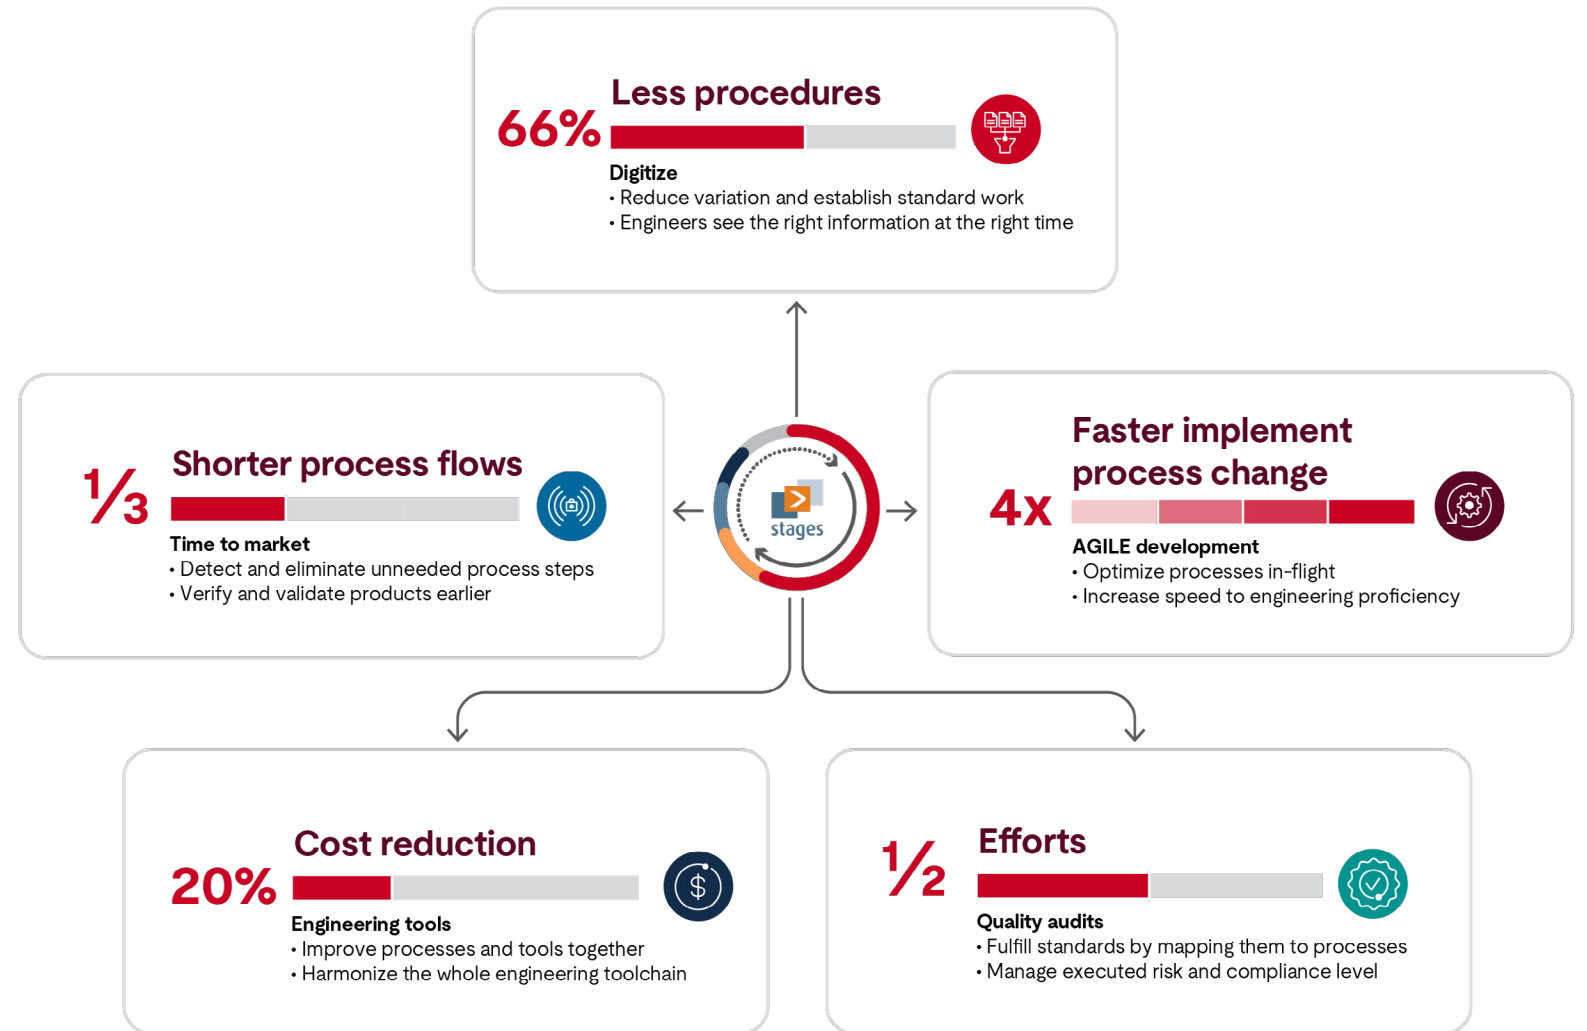 Less procedures
66%
Digitize
• Reduce variation and establish standard work
• Engineers see the right information at the right time
Shorter process flows
⅓
Time to market
• Detect and eliminate unneeded process steps
• Verify and validate products earlier
stages
Faster implement
process change
4x
AGILE development
• Optimize processes in-flight
• Increase speed to engineering proficiency
Cost reduction
20%
$
Engineering tools
• Improve processes and tools together
• Harmonize the whole engineering toolchain
Efforts
½
Quality audits
• Fulfill standards by mapping them to processes
• Manage executed risk and compliance level